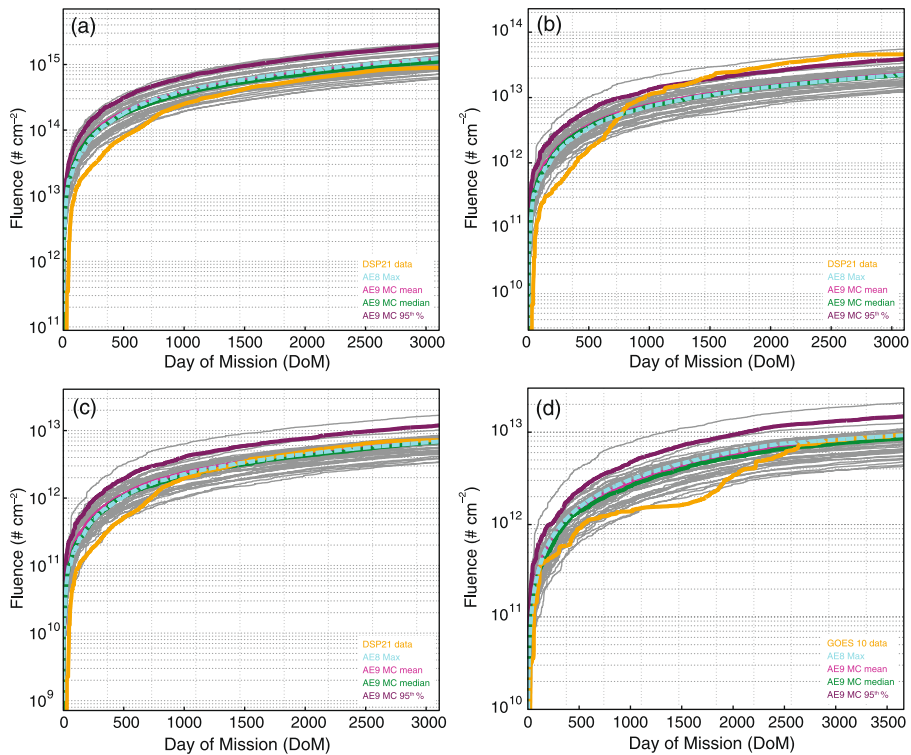 (a)
Fluence (# cm⁻²)
10¹⁵
10¹⁴
10¹³
10¹²
10¹¹
DSP21 data
AE8 Max
AE9 MC mean
AE9 MC median
AE9 MC 95th %
0 500 1000 1500 2000 2500 3000
Day of Mission (DoM)
(b)
Fluence (# cm⁻²)
10¹⁴
10¹³
10¹²
10¹¹
10¹⁰
DSP21 data
AE8 Max
AE9 MC mean
AE9 MC median
AE9 MC 95th %
0 500 1000 1500 2000 2500 3000
Day of Mission (DoM)
(c)
Fluence (# cm⁻²)
10¹³
10¹²
10¹¹
10¹⁰
10⁹
DSP21 data
AE8 Max
AE9 MC mean
AE9 MC median
AE9 MC 95th %
0 500 1000 1500 2000 2500 3000
Day of Mission (DoM)
(d)
Fluence (# cm⁻²)
10¹³
10¹²
10¹¹
10¹⁰
GOES 10 data
AE8 Max
AE9 MC mean
AE9 MC median
AE9 MC 95th %
0 500 1000 1500 2000 2500 3000 3500
Day of Mission (DoM)